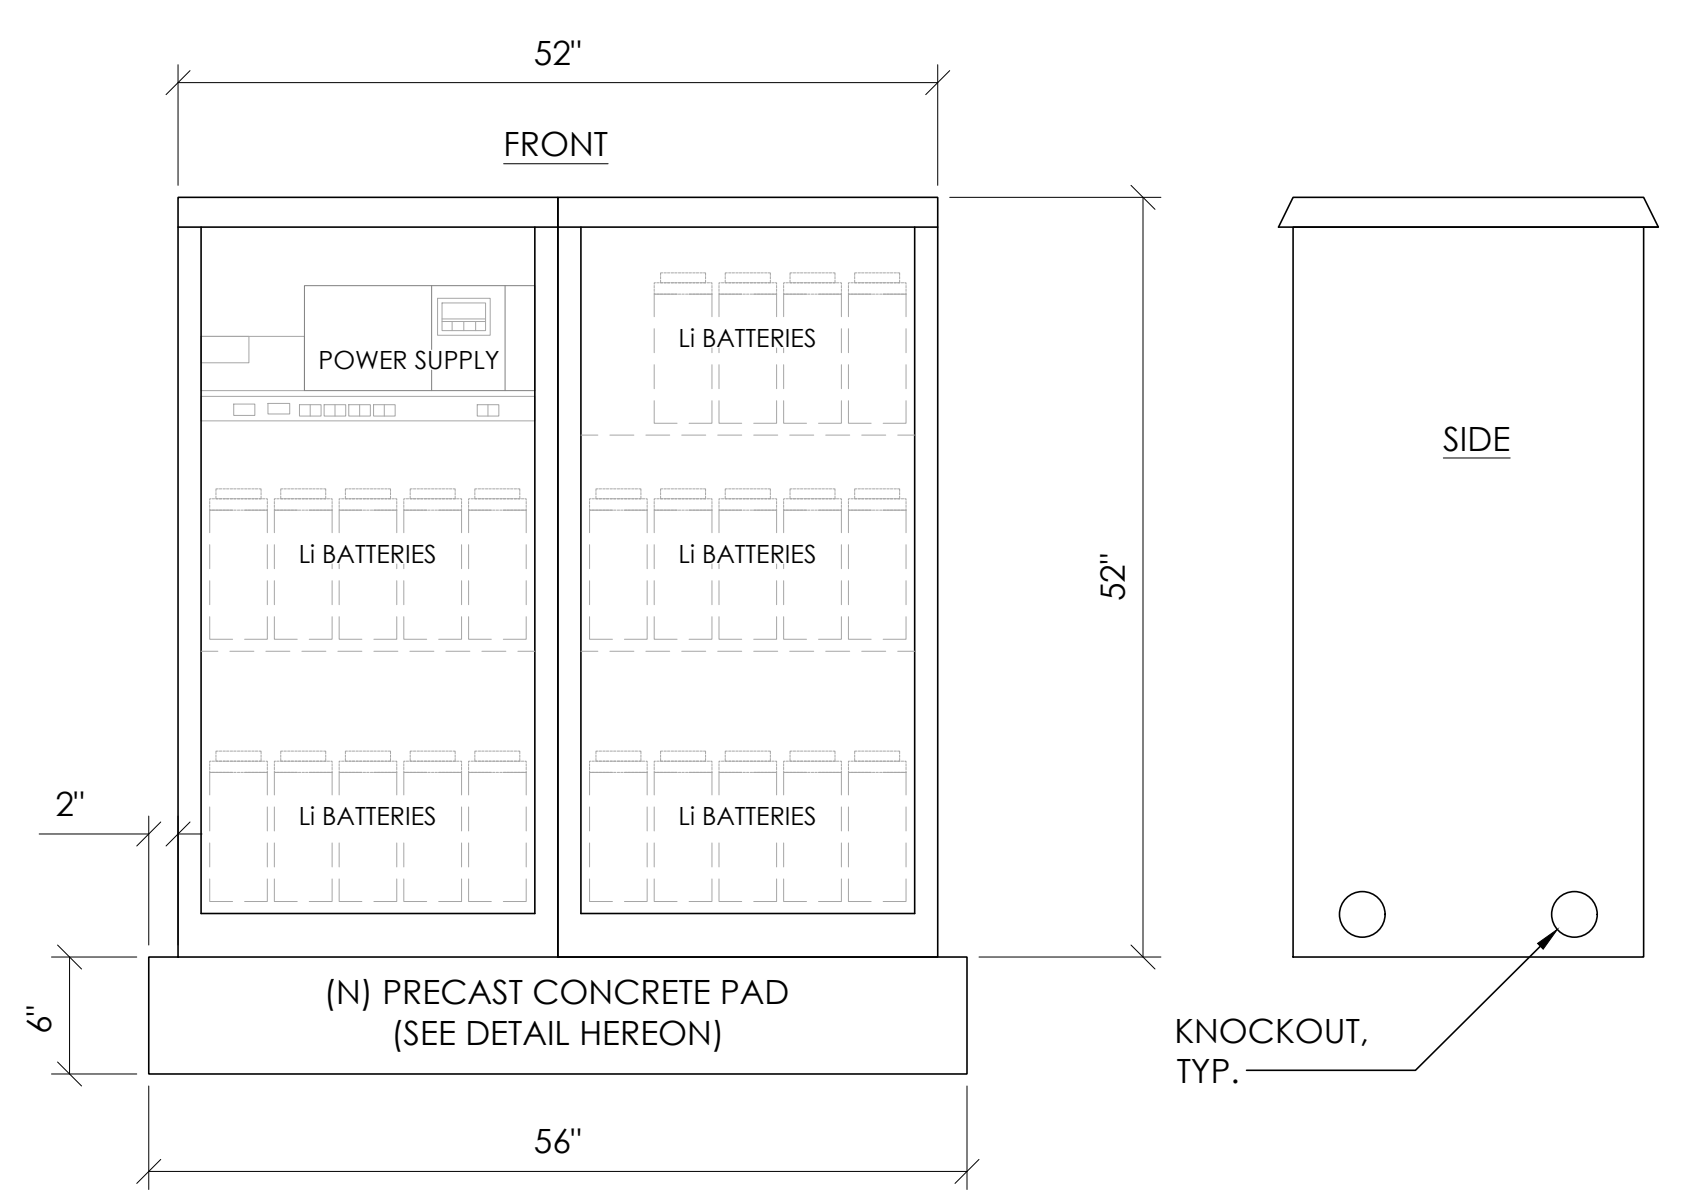 52"
FRONT
POWER SUPPLY
Li BATTERIES
Li BATTERIES
Li BATTERIES
Li BATTERIES
Li BATTERIES
2"
6"
(N) PRECAST CONCRETE PAD
(SEE DETAIL HEREON)
56"
52"
SIDE
KNOCKOUT,
TYP.